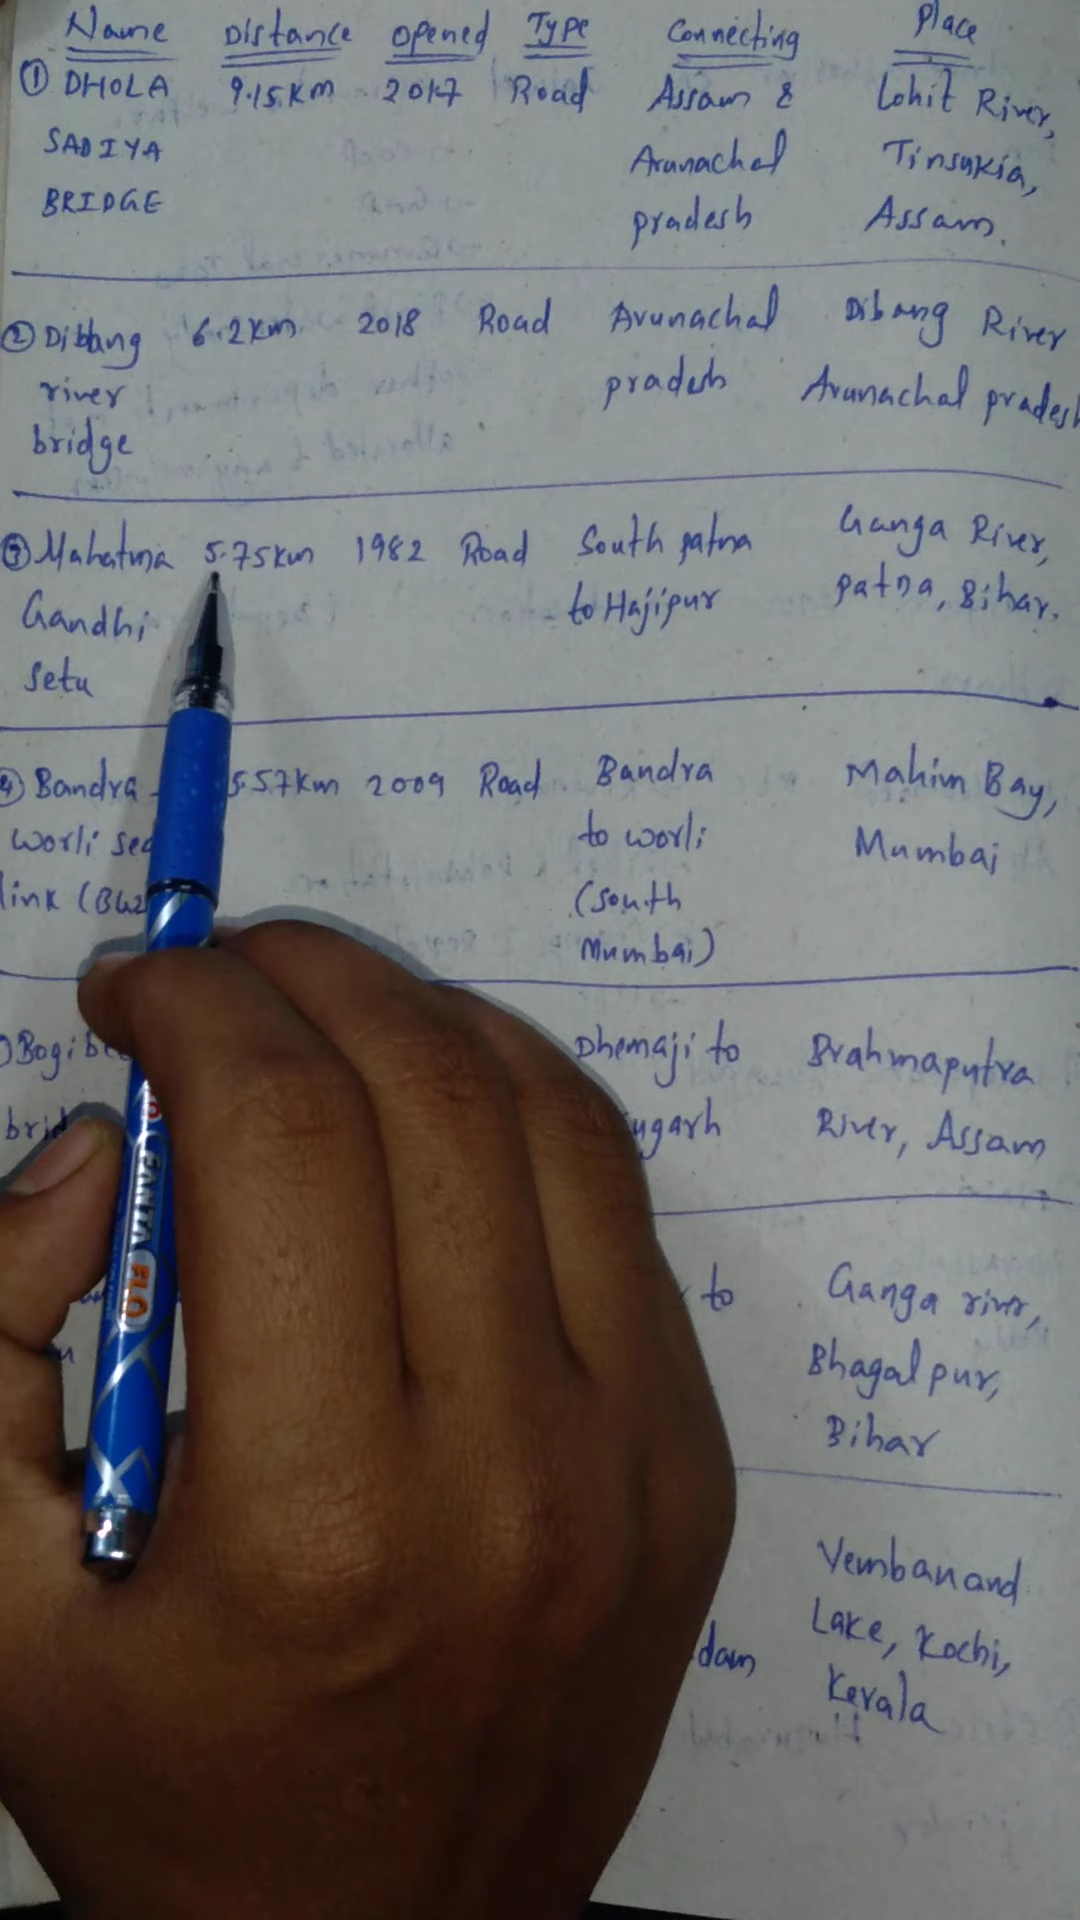 Name Distance Opened Type Connecting Place
① DHOLA 9.15 KM 2017 Road Assam & Lohit River,
SADIYA Arunachal Tinsukia,
BRIDGE pradesh Assam.
② Dibang 6.2 Km 2018 Road Arunachal Dibang River
river pradesh Arunachal pradesh
bridge
③ Mahatma 5.75 Km 1982 Road South patna Ganga River,
Gandhi to Hajipur patna, Bihar.
Setu
④ Bandra - 5.57 Km 2009 Road Bandra Mahim Bay,
Worli sea to worli Mumbai
link (South
Mumbai)
Dhemaji to Brahmaputra
River, Assam
to Ganga river,
Bhagalpur,
Bihar
Vembanand
Lake, Kochi,
Kerala
FLO